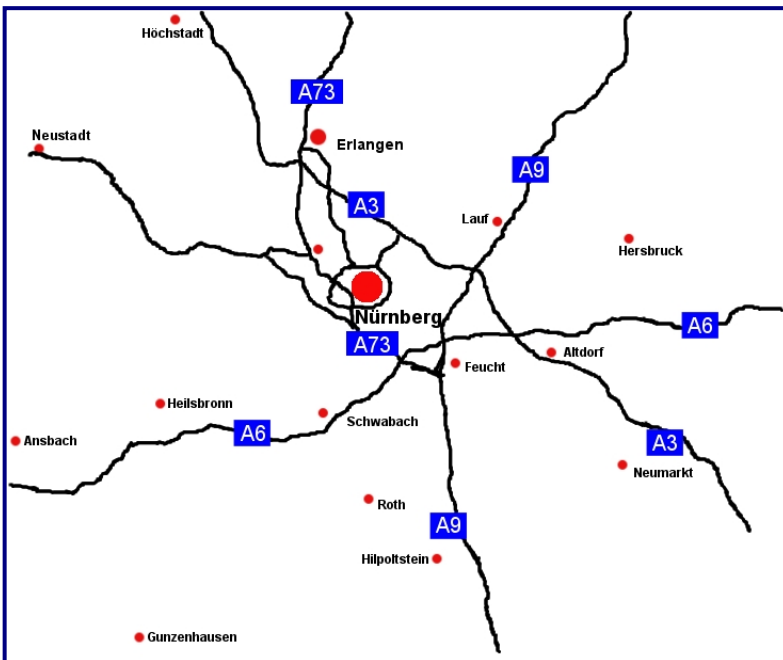 Höchstadt
A73
Neustadt
Erlangen
A9
A3
Lauf
Hersbruck
Nürnberg
A6
A73
Altdorf
Feucht
Heilsbronn
Schwabach
A6
Ansbach
A3
Neumarkt
Roth
A9
Hilpoltstein
Gunzenhausen